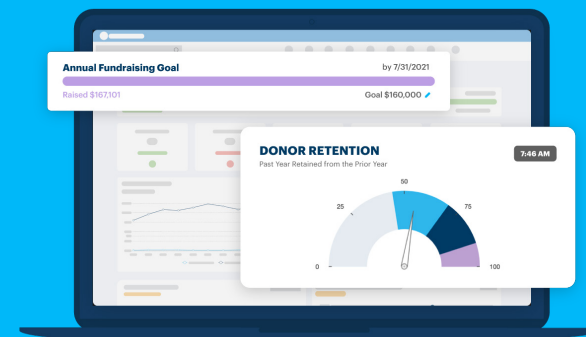 Annual Fundraising Goal
by 7/31/2021
Raised $167,101
Goal $160,000
DONOR RETENTION
7:46 AM
Past Year Retained from the Prior Year
50
25
75
0
100